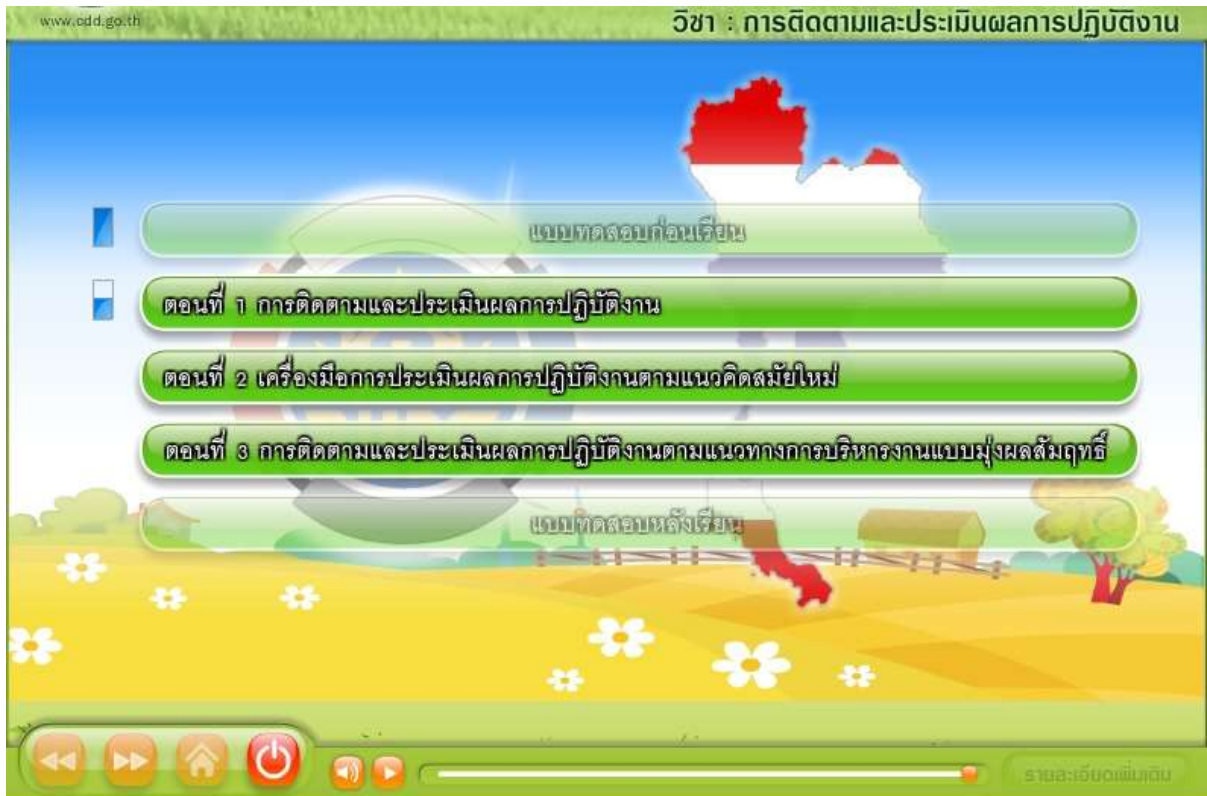 www.cdd.go.th
วิชา : การติดตามและประเมินผลการปฏิบัติงาน
แบบทดสอบก่อนเรียน
ตอนที่ 1 การติดตามและประเมินผลการปฏิบัติงาน
ตอนที่ 2 เครื่องมือการประเมินผลการปฏิบัติงานตามแนวคิดสมัยใหม่
ตอนที่ 3 การติดตามและประเมินผลการปฏิบัติงานตามแนวทางการบริหารงานแบบมุ่งผลสัมฤทธิ์
แบบทดสอบหลังเรียน
รายละเอียดเพิ่มเติม